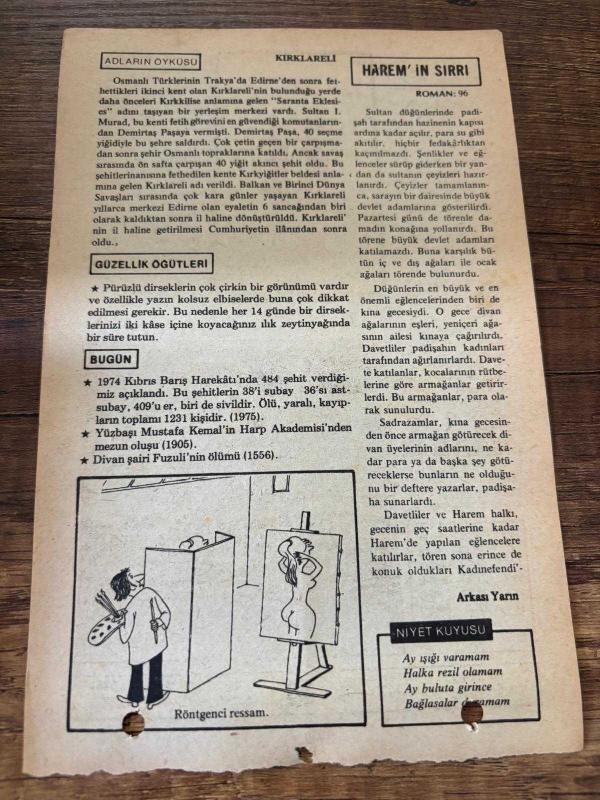 ADLARIN ÖYKÜSÜ
KIRKLARELİ
Osmanlı Türklerinin Trakya'da Edirne'den sonra fet-
hettikleri ikinci kent olan Kırklareli'nin bulunduğu yerde
daha önceleri Kırkkilise anlamına gelen "Saranta Eklesi-
es" adını taşıyan bir yerleşim merkezi vardı. Sultan I.
Murad, bu kenti fetih görevini en güvendiği komutanların-
dan Demirtaş Paşaya vermişti. Demirtaş Paşa, 40 seçme
yiğidiyle bu şehre saldırdı. Çok çetin geçen bir çarpışma-
dan sonra şehir Osmanlı topraklarına katıldı. Ancak savaş
sırasında ön safta çarpışan 40 yiğit akıncı şehit oldu. Bu
şehitlerinanısına fethedilen kente Kırkyiğitler beldesi anla-
mına gelen Kırklareli adı verildi. Balkan ve Birinci Dünya
Savaşları sırasında çok kara günler yaşayan Kırklareli
yıllarca merkezi Edirne olan eyaletin 6 sancağından biri
olarak kaldıktan sonra il haline dönüştürüldü. Kırklareli'
nin il haline getirilmesi Cumhuriyetin ilânından sonra
oldu.,
GÜZELLİK ÖĞÜTLERİ
★ Pürüzlü dirseklerin çok çirkin bir görünümü vardır
ve özellikle yazın kolsuz elbiselerde buna çok dikkat
edilmesi gerekir. Bu nedenle her 14 günde bir dirsek-
lerinizi iki kâse içine koyacağınız ılık zeytinyağında
bir süre tutun.
BUGÜN
★ 1974 Kıbrıs Barış Harekâtı'nda 484 şehit verdiği-
miz açıklandı. Bu şehitlerin 38'i subay 36'sı ast-
subay, 409'u er, biri de sivildir. Ölü, yaralı, kayıp-
ların toplamı 1231 kişidir. (1975).
★ Yüzbaşı Mustafa Kemal'in Harp Akademisi'nden
mezun oluşu (1905).
★ Divan şairi Fuzuli'nin ölümü (1556).
Röntgenci ressam.
HAREM' İN SIRRI
ROMAN: 96
Sultan düğünlerinde padi-
şah tarafından hazinenin kapısı
ardına kadar açılır, para su gibi
akıtılır, hiçbir fedakârlıktan
kaçınılmazdı. Şenlikler ve eğ-
lenceler sürüp giderken bir yan-
dan da sultanın çeyizleri hazır-
lanırdı. Çeyizler tamamlanın-
ca, sarayın bir dairesinde büyük
devlet adamlarına gösterilirdi.
Pazartesi günü de törenle da-
madın konağına yollanırdı. Bu
törene büyük devlet adamları
katılamazdı. Buna karşılık bü-
tün iç ve dış ağaları ile ocak
ağaları törende bulunurdu.
Düğünlerin en büyük ve en
önemli eğlencelerinden biri de
kına gecesiydi. O gece divan
ağalarının eşleri, yeniçeri ağa-
sının ailesi kınaya çağırılırdı.
Davetliler padişahın kadınları
tarafından ağırlanırlardı. Dave-
te katılanlar, kocalarının rütbe-
lerine göre armağanlar getirir-
lerdi. Bu armağanlar, para ola-
rak sunulurdu.
Sadrazamlar, kına gecesin-
den önce armağan götürecek di-
van üyelerinin adlarını, ne ka-
dar para ya da başka şey götü-
receklerse bunların ne olduğu-
nu bir deftere yazarlar, padişa-
ha sunarlardı.
Davetliler ve Harem halkı,
gecenin geç saatlerine kadar
Harem'de yapılan eğlencelere
katılırlar, tören sona erince de
konuk oldukları Kadınefendi'-
Arkası Yarın
NİYET KUYUSU
Ay ışığı varamam
Halka rezil olamam
Ay buluta girince
Bağlasalar